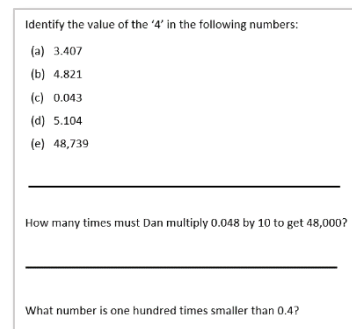 Identify the value of the ‘4’ in the following numbers:
(a) 3.407
(b) 4.821
(c) 0.043
(d) 5.104
(e) 48,739
How many times must Dan multiply 0.048 by 10 to get 48,000?
What number is one hundred times smaller than 0.4?